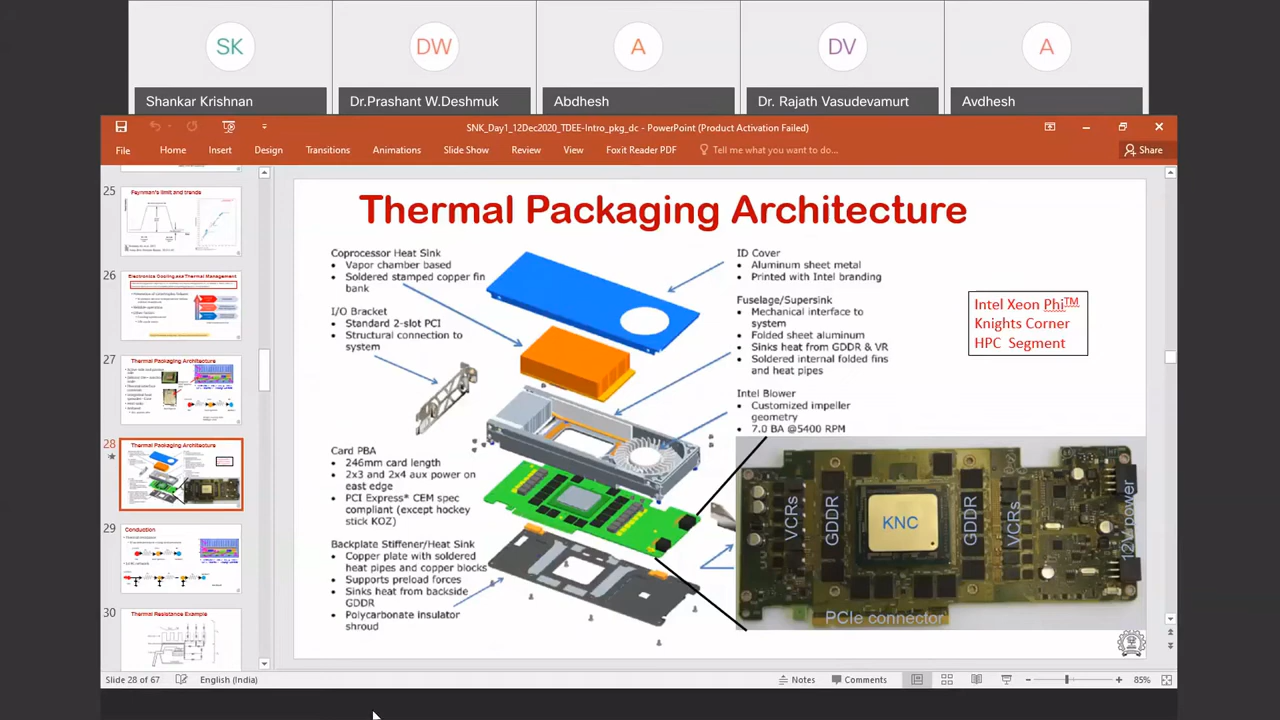 SK
DW
A
DV
A
Shankar Krishnan
Dr.Prashant W.Deshmuk
Abdhesh
Dr. Rajath Vasudevamurt
Avdhesh
SNK_Day1_12Dec2020_TDEE-Intro_pkg_dc - PowerPoint (Product Activation Failed)
File
Home
Insert
Design
Transitions
Animations
Slide Show
Review
View
Foxit Reader PDF
Tell me what you want to do...
Share
25
Feynman's limit and trends
26
Electronics Cooling and Thermal Management
27
Thermal Packaging Architecture
28
Thermal Packaging Architecture
29
Conduction
30
Thermal Resistance Example
Thermal Packaging Architecture
Coprocessor Heat Sink
• Vapor chamber based
• Soldered stamped copper fin
bank
I/O Bracket
• Standard 2-slot PCI
• Structural connection to
system
Card PBA
• 246mm card length
• 2x3 and 2x4 aux power on
east edge
• PCI Express® CEM spec
compliant (except hockey
stick KOZ)
Backplate Stiffener/Heat Sink
• Copper plate with soldered
heat pipes and copper blocks
• Supports preload forces
• Sinks heat from backside
GDDR
• Polycarbonate insulator
shroud
ID Cover
• Aluminum sheet metal
• Printed with Intel branding
Fuselage/Supersink
• Mechanical interface to
system
• Folded sheet aluminum
• Sinks heat from GDDR & VR
• Soldered internal folded fins
and heat pipes
Intel Blower
• Customized impeller
geometry
• 7.0 BA @5400 RPM
Intel Xeon Phi™
Knights Corner
HPC Segment
VCRs
GDDR
KNC
GDDR
VCRs
12V power
PCIe connector
Slide 28 of 67
English (India)
Notes
Comments
85%